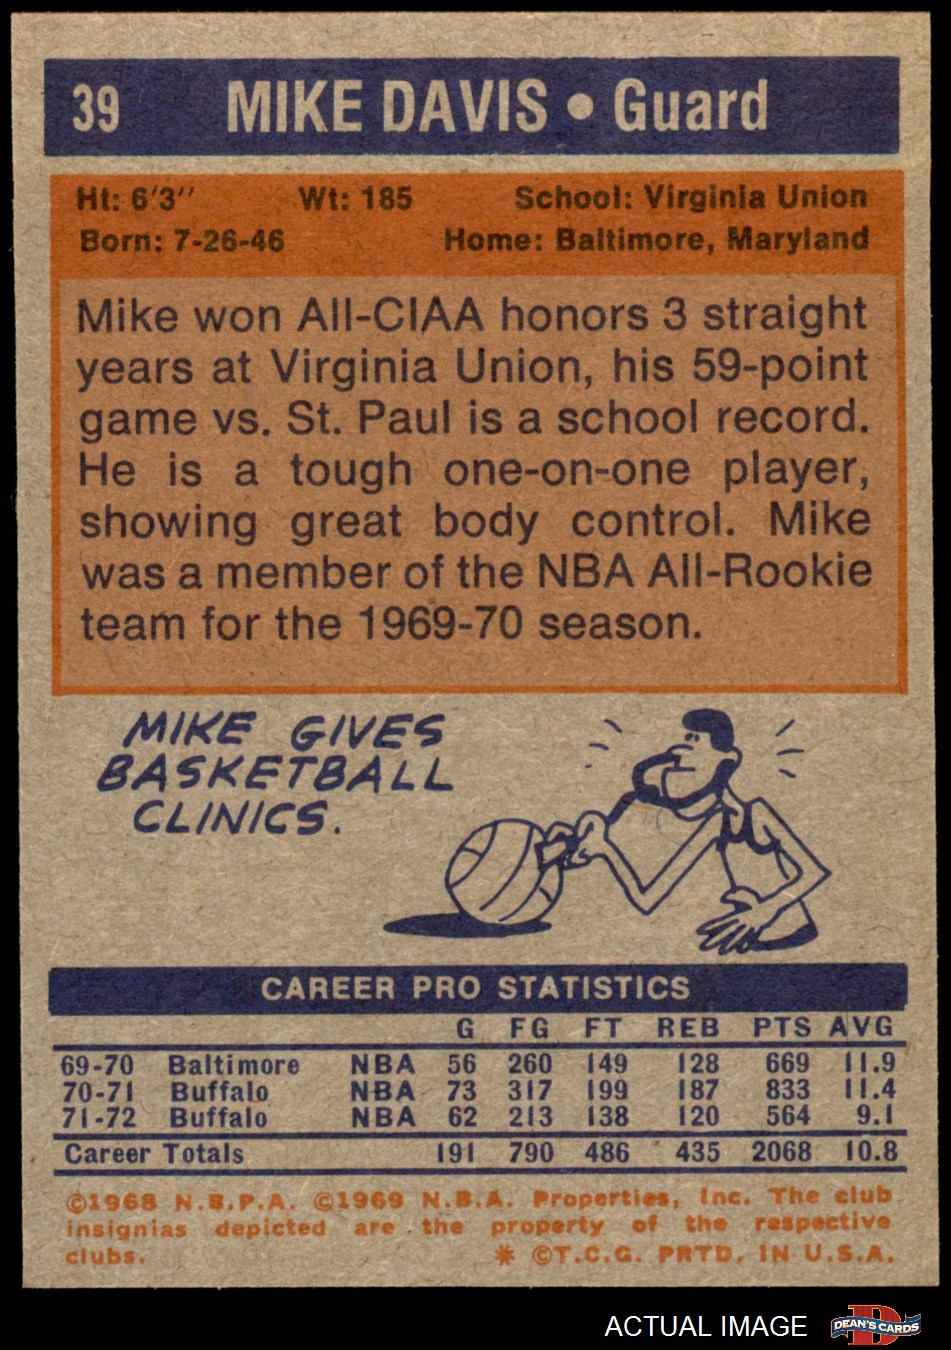 39 MIKE DAVIS • Guard
Ht: 6'3'' Wt: 185 School: Virginia Union
Born: 7-26-46 Home: Baltimore, Maryland
Mike won All-CIAA honors 3 straight
years at Virginia Union, his 59-point
game vs. St. Paul is a school record.
He is a tough one-on-one player,
showing great body control. Mike
was a member of the NBA All-Rookie
team for the 1969-70 season.
MIKE GIVES
BASKETBALL
CLINICS.
CAREER PRO STATISTICS
G FG FT REB PTS AVG
69-70 Baltimore NBA 56 260 149 128 669 11.9
70-71 Buffalo NBA 73 317 199 187 833 11.4
71-72 Buffalo NBA 62 213 138 120 564 9.1
Career Totals 191 790 486 435 2068 10.8
©1968 N.B.P.A. ©1969 N.B.A. Properties, Inc. The club
insignias depicted are the property of the respective
clubs. * ©T.C.G. PRTD. IN U.S.A.
ACTUAL IMAGE D DEAN'S CARDS